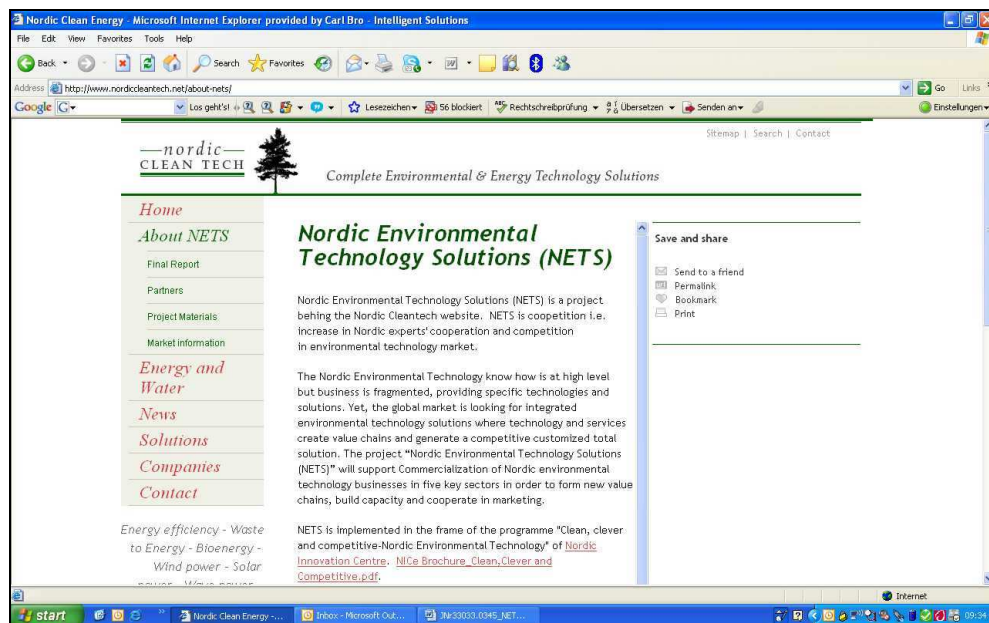 Nordic Clean Energy - Microsoft Internet Explorer provided by Carl Bro - Intelligent Solutions
File Edit View Favorites Tools Help
Back Search Favorites
Address http://www.nordiccleantech.net/about-nets/ Go Links
Google Los geht's! Lesezeichen 56 blockiert Rechtschreibprüfung Übersetzen Senden an Einstellungen
Sitemap | Search | Contact
nordic
CLEAN TECH
Complete Environmental & Energy Technology Solutions
Home
About NETS
Final Report
Partners
Project Materials
Market information
Energy and
Water
News
Solutions
Companies
Contact
Energy efficiency - Waste
to Energy - Bioenergy -
Wind power - Solar
power - Wave power
Nordic Environmental
Technology Solutions (NETS)
Nordic Environmental Technology Solutions (NETS) is a project
behing the Nordic Cleantech website. NETS is coopetition i.e.
increase in Nordic experts' cooperation and competition
in environmental technology market.
The Nordic Environmental Technology know how is at high level
but business is fragmented, providing specific technologies and
solutions. Yet, the global market is looking for integrated
environmental technology solutions where technology and services
create value chains and generate a competitive customized total
solution. The project “Nordic Environmental Technology Solutions
(NETS)” will support Commercialization of Nordic environmental
technology businesses in five key sectors in order to form new value
chains, build capacity and cooperate in marketing.
NETS is implemented in the frame of the programme "Clean, clever
and competitive-Nordic Environmental Technology" of Nordic
Innovation Centre. NICe Brochure_Clean,Clever and
Competitive.pdf.
Save and share
Send to a friend
Permalink
Bookmark
Print
Internet
start Nordic Clean Energy -... Inbox - Microsoft Out... JNr33033.0345_NET... 09:34